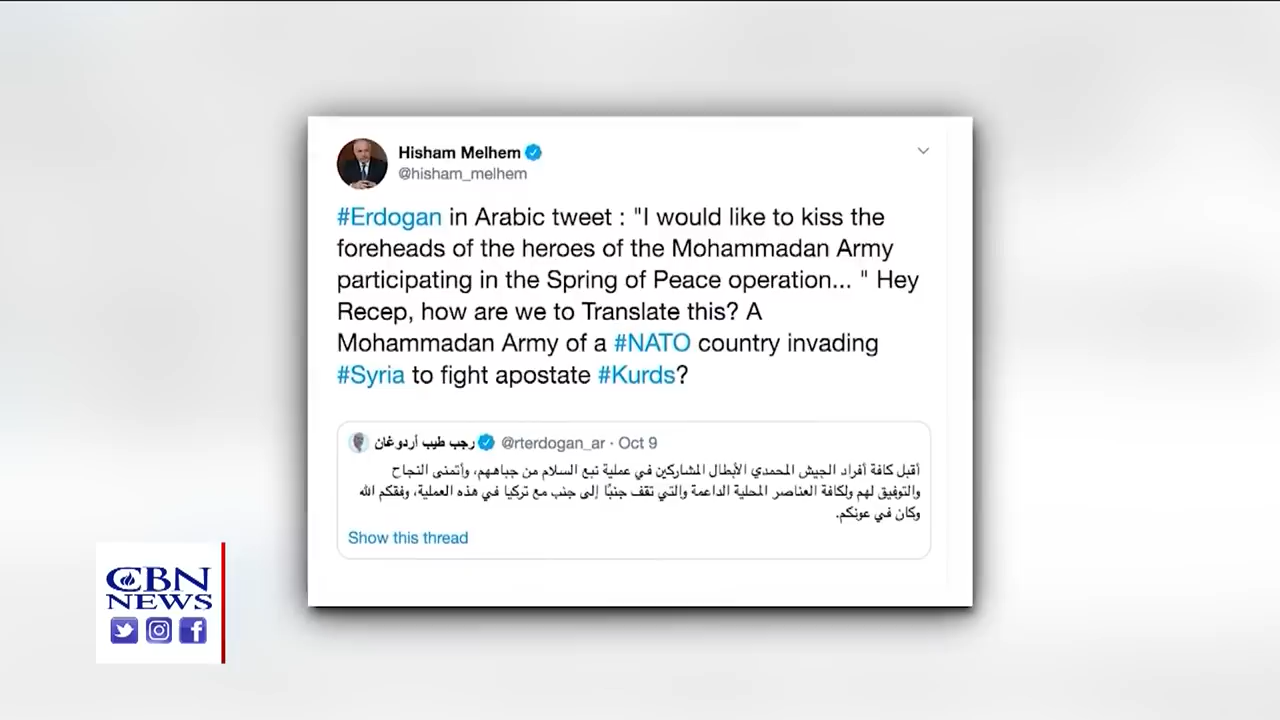 Hisham Melhem
@hisham_melhem
#Erdogan in Arabic tweet : "I would like to kiss the
foreheads of the heroes of the Mohammadan Army
participating in the Spring of Peace operation... " Hey
Recep, how are we to Translate this? A
Mohammadan Army of a #NATO country invading
#Syria to fight apostate #Kurds?
رجب طيب أردوغان @rterdogan_ar · Oct 9
أقبل كافة أفراد الجيش المحمدي الأبطال المشاركين في عملية نبع السلام من جباههم، وأتمنى النجاح
والتوفيق لهم ولكافة العناصر المحلية الداعمة والتي تقف جنبًا إلى جنب مع تركيا في هذه العملية، وفقكم الله
وكان في عونكم.
Show this thread
CBN
NEWS